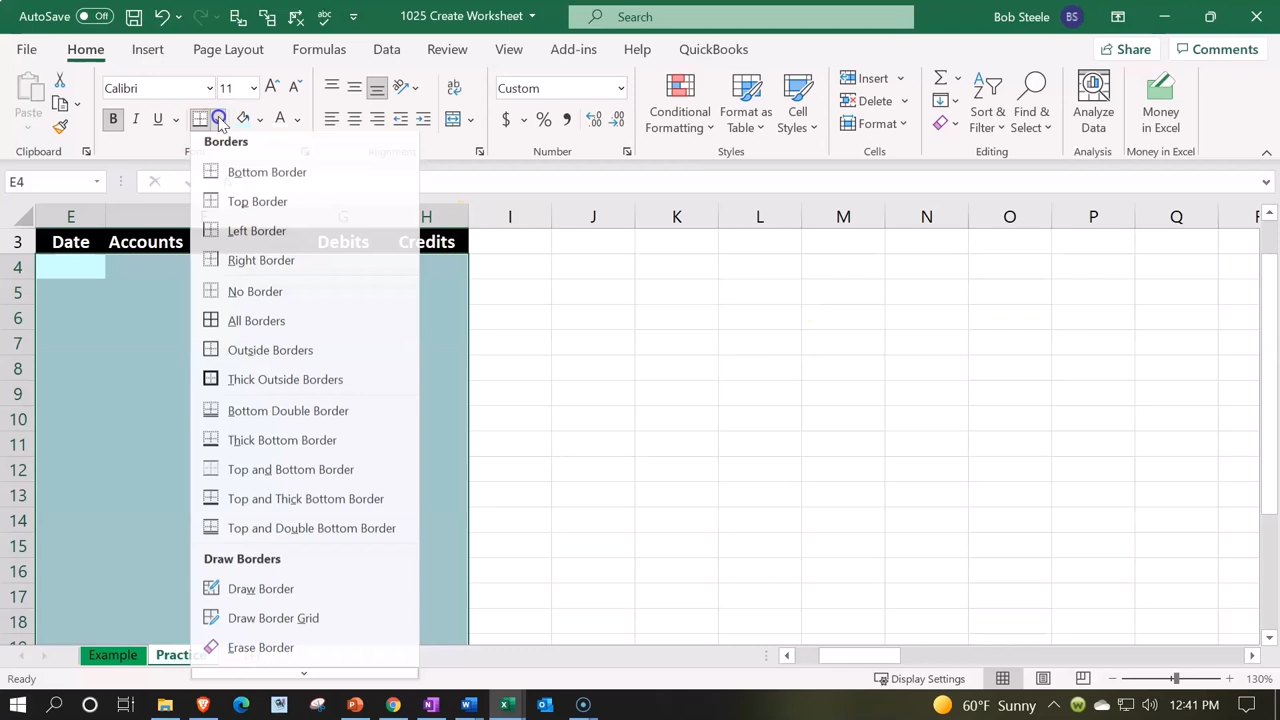 AutoSave Off 1025 Create Worksheet Search Bob Steele BS
File Home Insert Page Layout Formulas Data Review View Add-ins Help QuickBooks Share Comments
Paste Calibri 11 B I U A Custom $ % Conditional Formatting Format as Table Cell Styles Insert Delete Format Sort & Filter Find & Select Analyze Data Money in Excel
Clipboard Alignment Number Styles Cells Editing Analysis Money in Excel
E4
Borders
Bottom Border
Top Border
Left Border
Right Border
No Border
All Borders
Outside Borders
Thick Outside Borders
Bottom Double Border
Thick Bottom Border
Top and Bottom Border
Top and Thick Bottom Border
Top and Double Bottom Border
Draw Borders
Draw Border
Draw Border Grid
Erase Border
E H I J K L M N O P Q
3 Date Accounts Debits Credits
4
5
6
7
8
9
10
11
12
13
14
15
16
17
18
Example Practice
Ready Display Settings 130%
60°F Sunny 12:41 PM